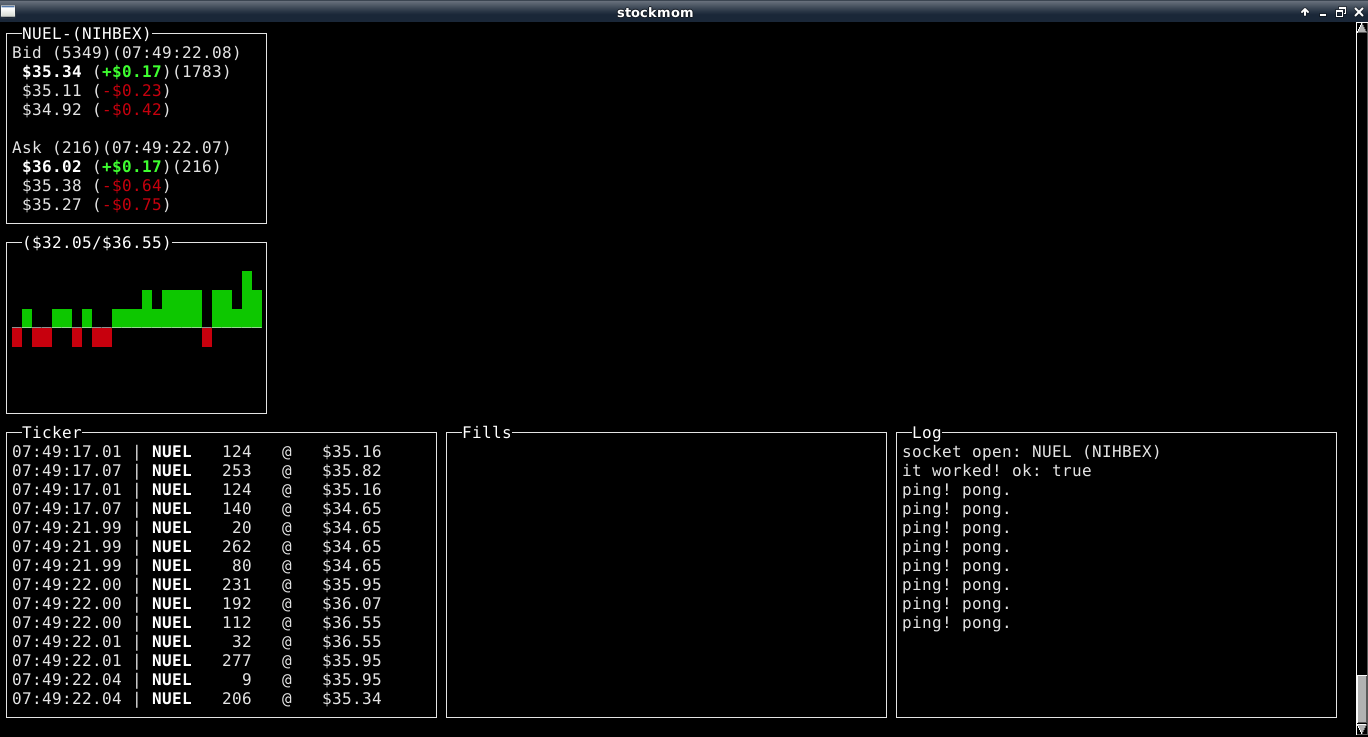 stockmom
NUEL-(NIHBEX)
Bid (5349)(07:49:22.08)
$35.34 (+$0.17)(1783)
$35.11 (-$0.23)
$34.92 (-$0.42)
Ask (216)(07:49:22.07)
$36.02 (+$0.17)(216)
$35.38 (-$0.64)
$35.27 (-$0.75)
($32.05/$36.55)
Ticker
07:49:17.01 | NUEL 124 @ $35.16
07:49:17.07 | NUEL 253 @ $35.82
07:49:17.01 | NUEL 124 @ $35.16
07:49:17.07 | NUEL 140 @ $34.65
07:49:21.99 | NUEL 20 @ $34.65
07:49:21.99 | NUEL 262 @ $34.65
07:49:21.99 | NUEL 80 @ $34.65
07:49:22.00 | NUEL 231 @ $35.95
07:49:22.00 | NUEL 192 @ $36.07
07:49:22.00 | NUEL 112 @ $36.55
07:49:22.01 | NUEL 32 @ $36.55
07:49:22.01 | NUEL 277 @ $35.95
07:49:22.04 | NUEL 9 @ $35.95
07:49:22.04 | NUEL 206 @ $35.34
Fills
Log
socket open: NUEL (NIHBEX)
it worked! ok: true
ping! pong.
ping! pong.
ping! pong.
ping! pong.
ping! pong.
ping! pong.
ping! pong.
ping! pong.